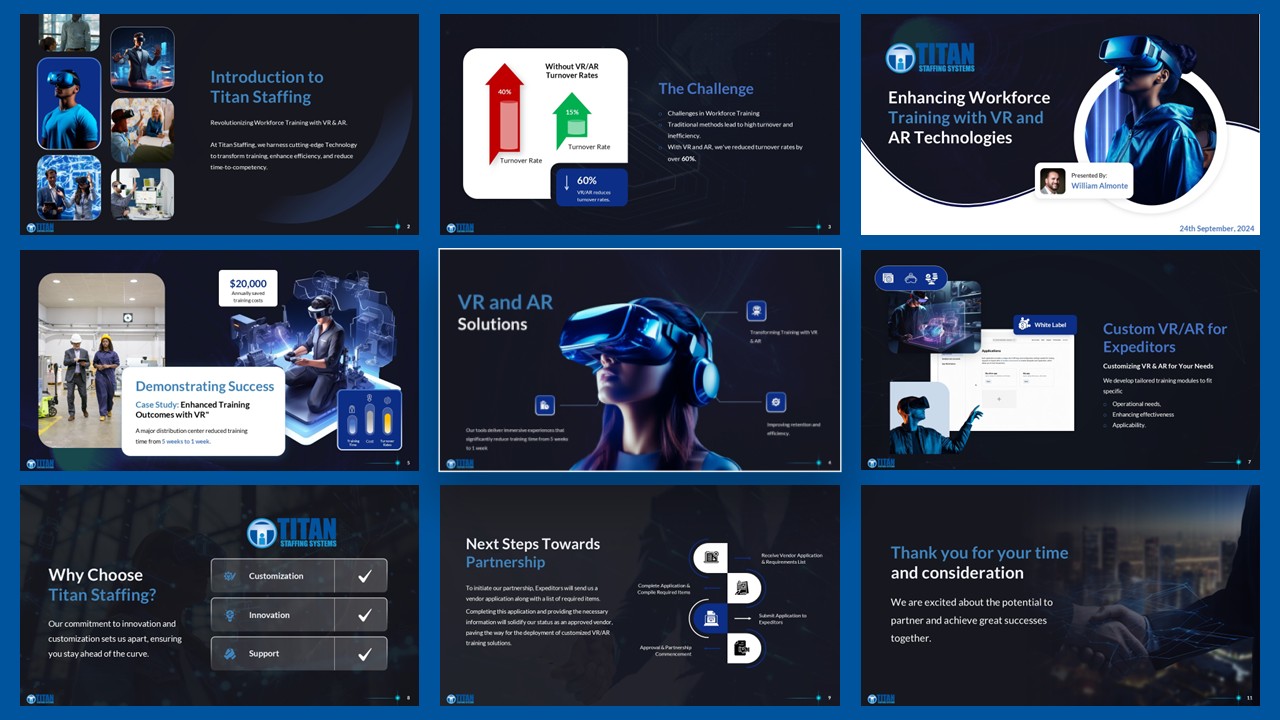 Introduction to
Titan Staffing
Revolutionizing Workforce Training with VR & AR.
At Titan Staffing, we harness cutting-edge Technology
to transform training, enhance efficiency, and reduce
time-to-competency.
TITAN
2
Without VR/AR
Turnover Rates
40%
15%
Turnover Rate
Turnover Rate
60%
VR/AR reduces
turnover rates.
The Challenge
Challenges in Workforce Training
Traditional methods lead to high turnover and
inefficiency.
With VR and AR, we've reduced turnover rates by
over 60%.
TITAN
3
TITAN
STAFFING SYSTEMS
Enhancing Workforce
Training with VR and
AR Technologies
Presented By:
William Almonte
24th September, 2024
$20,000
Annually saved
training costs
Demonstrating Success
Case Study: Enhanced Training
Outcomes with VR"
A major distribution center reduced training
time from 5 weeks to 1 week.
Training
Time
Cost
Turnover
Rates
TITAN
5
VR and AR
Solutions
Transforming Training with VR
& AR
Our tools deliver immersive experiences that
significantly reduce training time from 5 weeks
to 1 week
Improving retention and
efficiency.
TITAN
White Label
Applications
Custom VR/AR for
Expeditors
Customizing VR & AR for Your Needs
We develop tailored training modules to fit
specific
Operational needs,
Enhancing effectiveness
Applicability.
TITAN
7
TITAN
STAFFING SYSTEMS
Why Choose
Titan Staffing?
Our commitment to innovation and
customization sets us apart, ensuring
you stay ahead of the curve.
Customization
Innovation
Support
TITAN
8
Next Steps Towards
Partnership
To initiate our partnership, Expeditors will send us a
vendor application along with a list of required items.
Completing this application and providing the necessary
information will solidify our status as an approved vendor,
paving the way for the deployment of customized VR/AR
training solutions.
Receive Vendor Application
& Requirements List
Complete Application &
Compile Required Items
Submit Application to
Expeditors
Approval & Partnership
Commencement
TITAN
9
Thank you for your time
and consideration
We are excited about the potential to
partner and achieve great successes
together.
TITAN
11